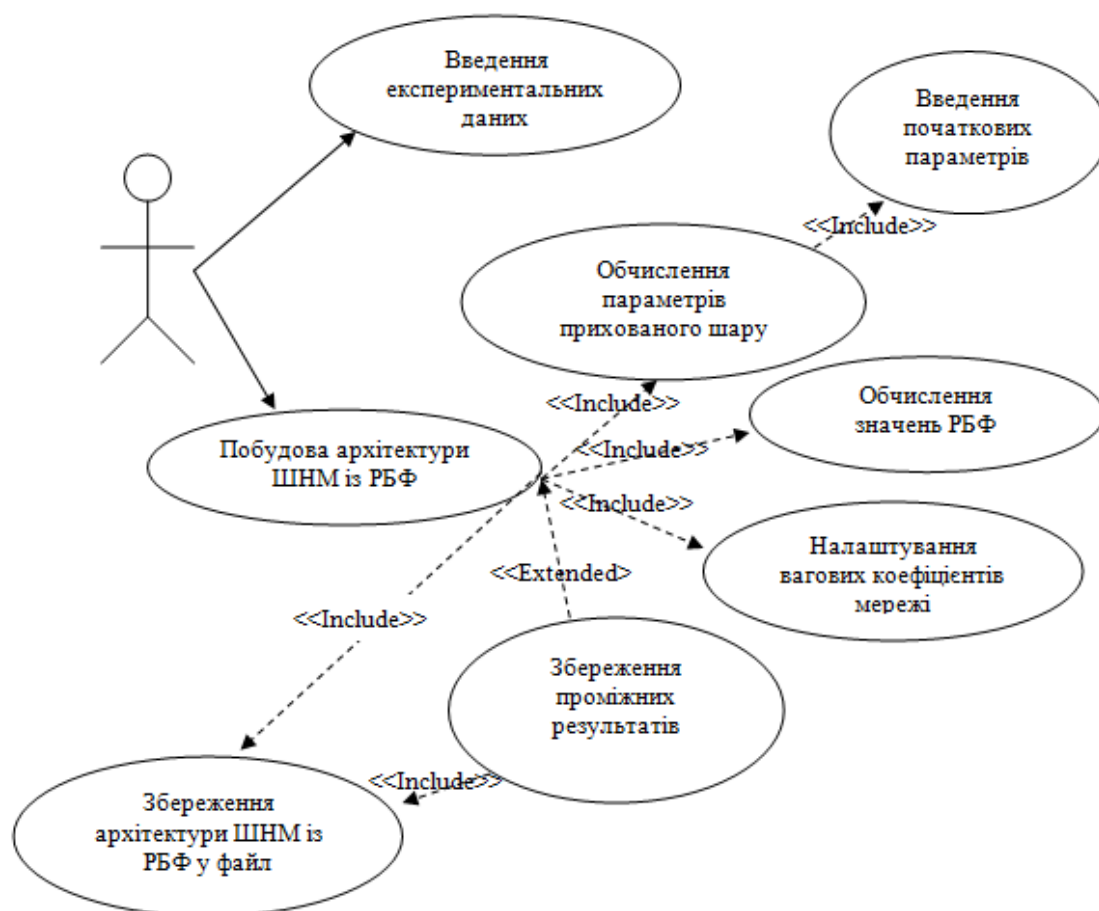 Введення
експериментальних
даних
Введення
початкових
параметрів
<<Include>>
Обчислення
параметрів
прихованого шару
<<Include>>
Обчислення
значень РБФ
<<Include>>
Побудова архітектури
ШНМ із РБФ
<<Include>>
Налаштування
вагових коефіцієнтів
мережі
<<Extended>
<<Include>>
Збереження
проміжних
результатів
<<Include>>
Збереження
архітектури ШНМ із
РБФ у файл